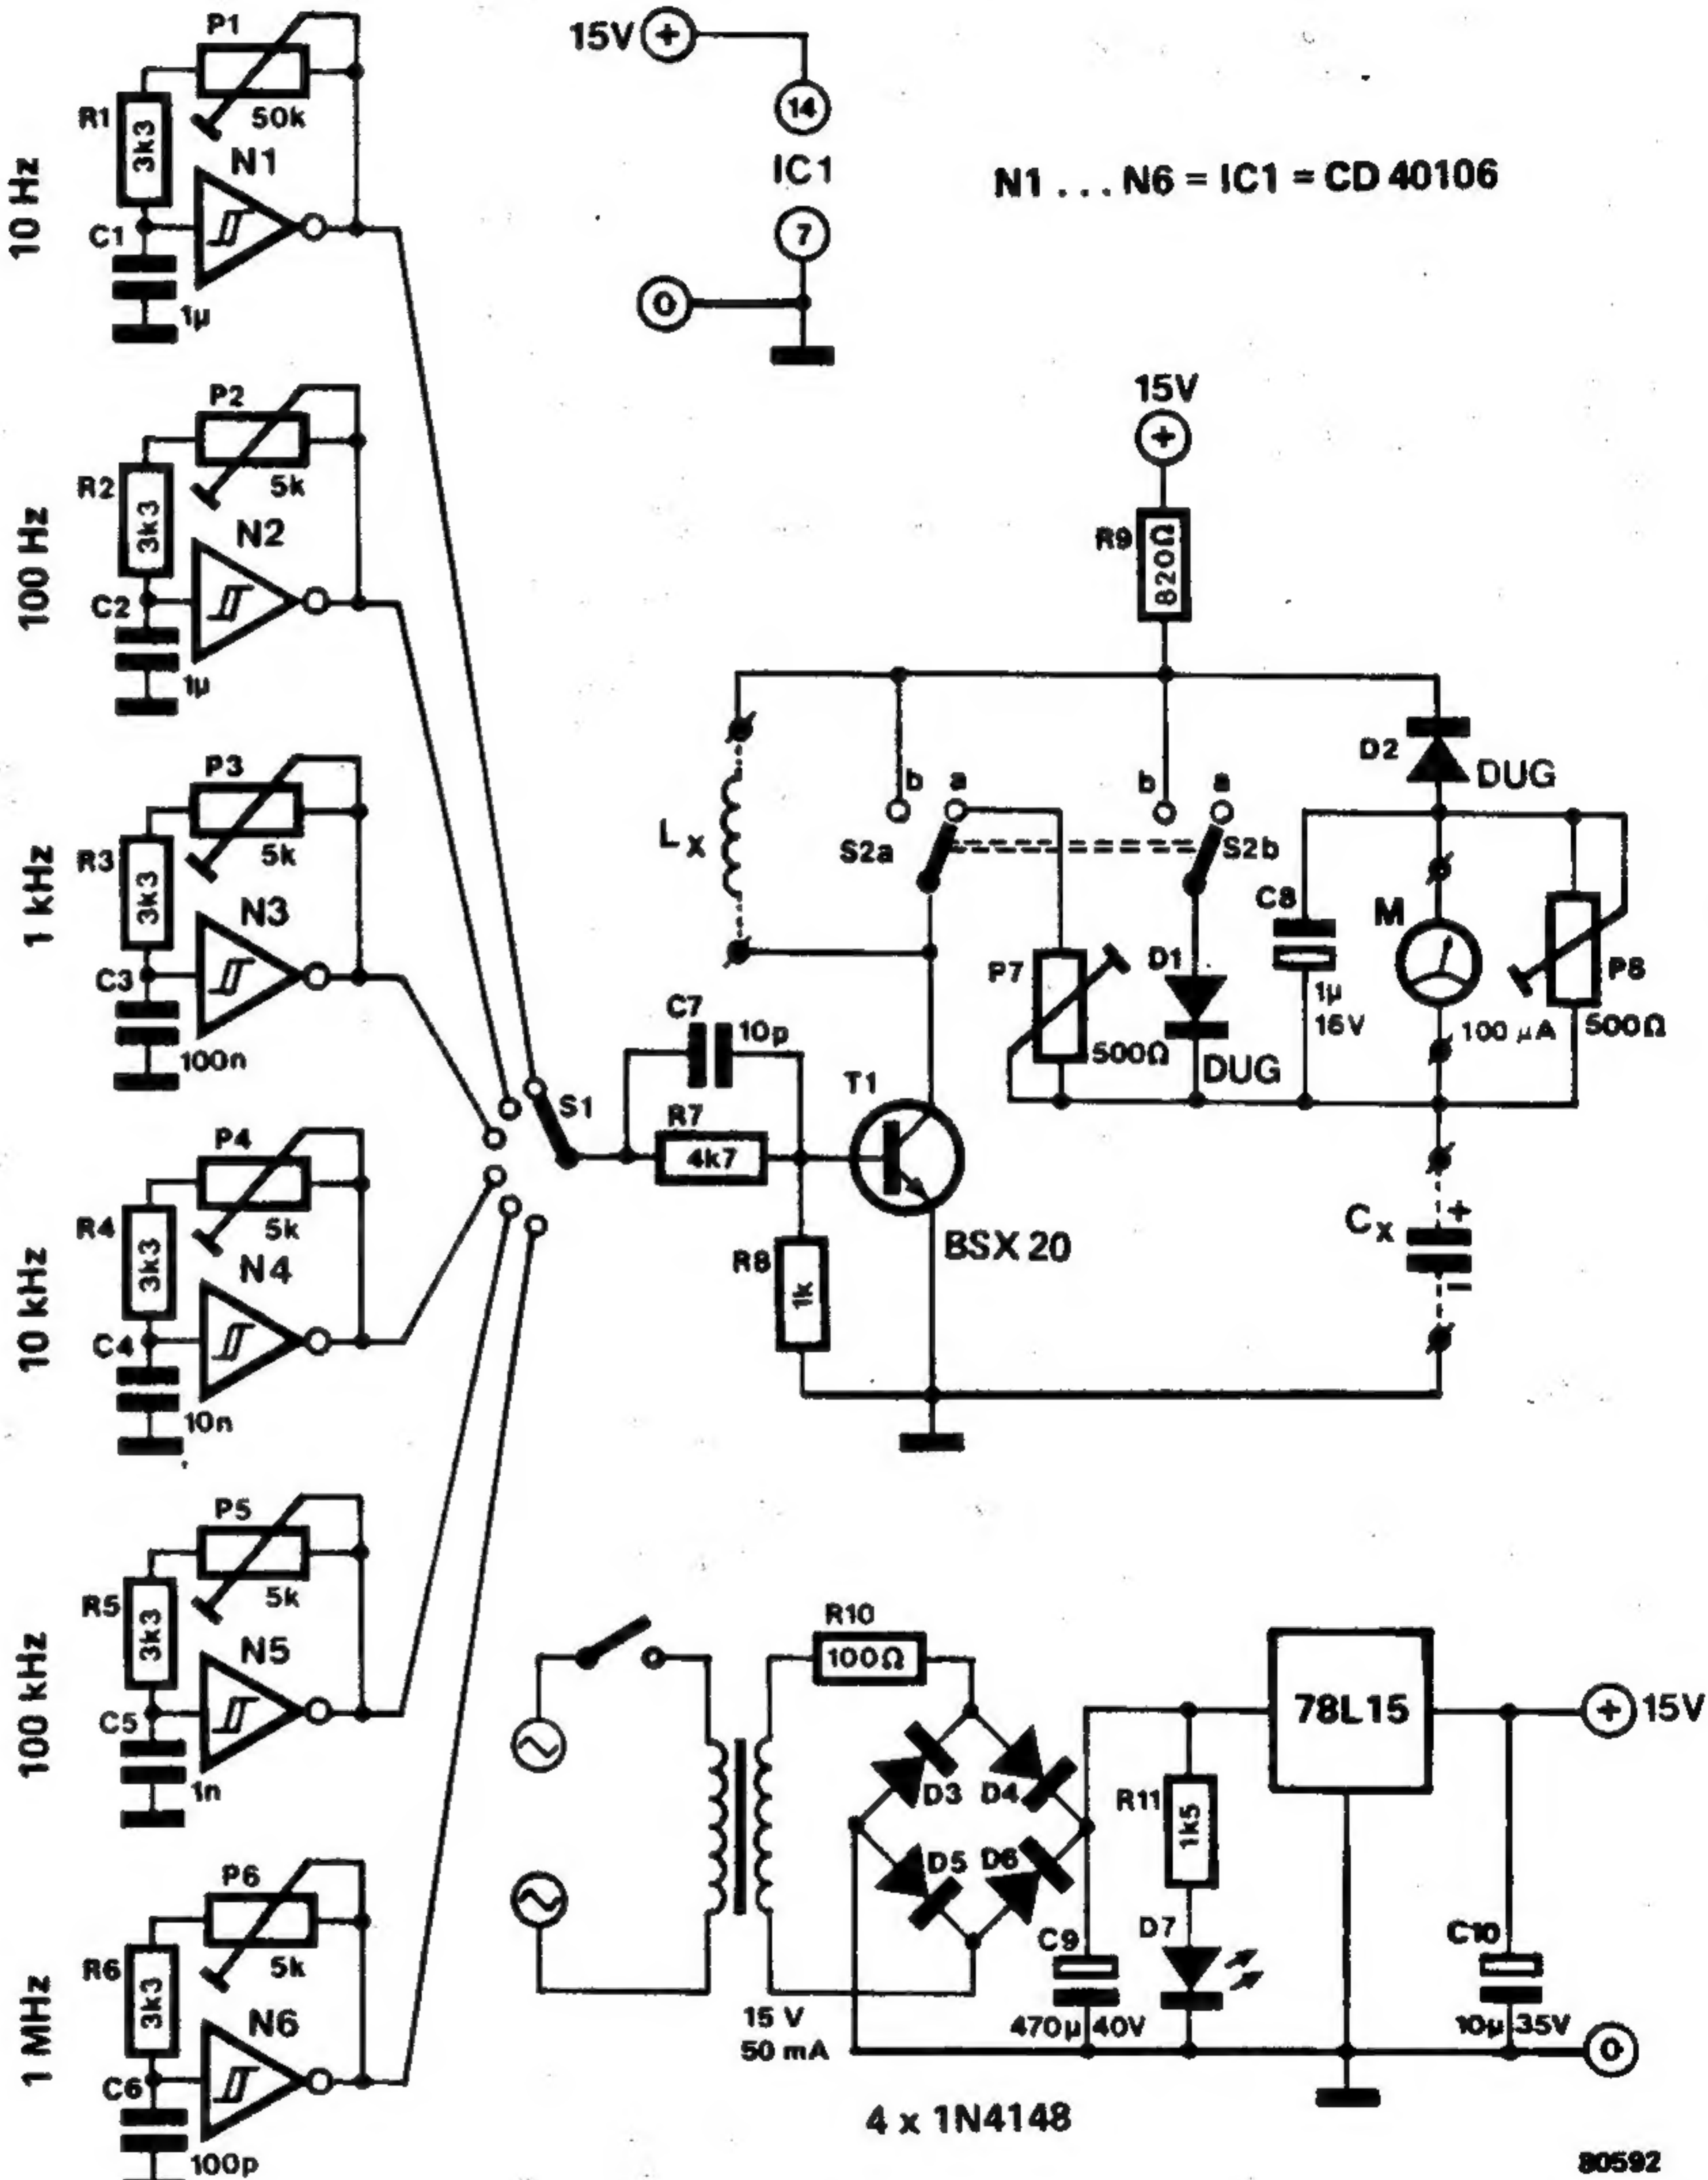 10 Hz
P1
50k
R1
3k3
N1
C1
1µ
100 Hz
P2
5k
R2
3k3
N2
C2
1µ
1 kHz
P3
5k
R3
3k3
N3
C3
100n
10 kHz
P4
5k
R4
3k3
N4
C4
10n
100 kHz
P5
5k
R5
3k3
N5
C5
1n
1 MHz
P6
5k
R6
3k3
N6
C6
100p
15V +
14
IC1
7
0
N1 ... N6 = IC1 = CD 40106
15V
+
R9
820Ω
Lx
b a
S2a
b a
S2b
D2
DUG
C8
1µ
16V
M
100 µA
P8
500Ω
P7
500Ω
D1
DUG
S1
C7
10p
R7
4k7
T1
BSX 20
R8
1k
Cx
+
–
R10
100Ω
15 V
50 mA
D3 D4
D5 D6
4 x 1N4148
C9
470µ 40V
R11
1k5
D7
78L15
C10
10µ 35V
+ 15V
0
80592